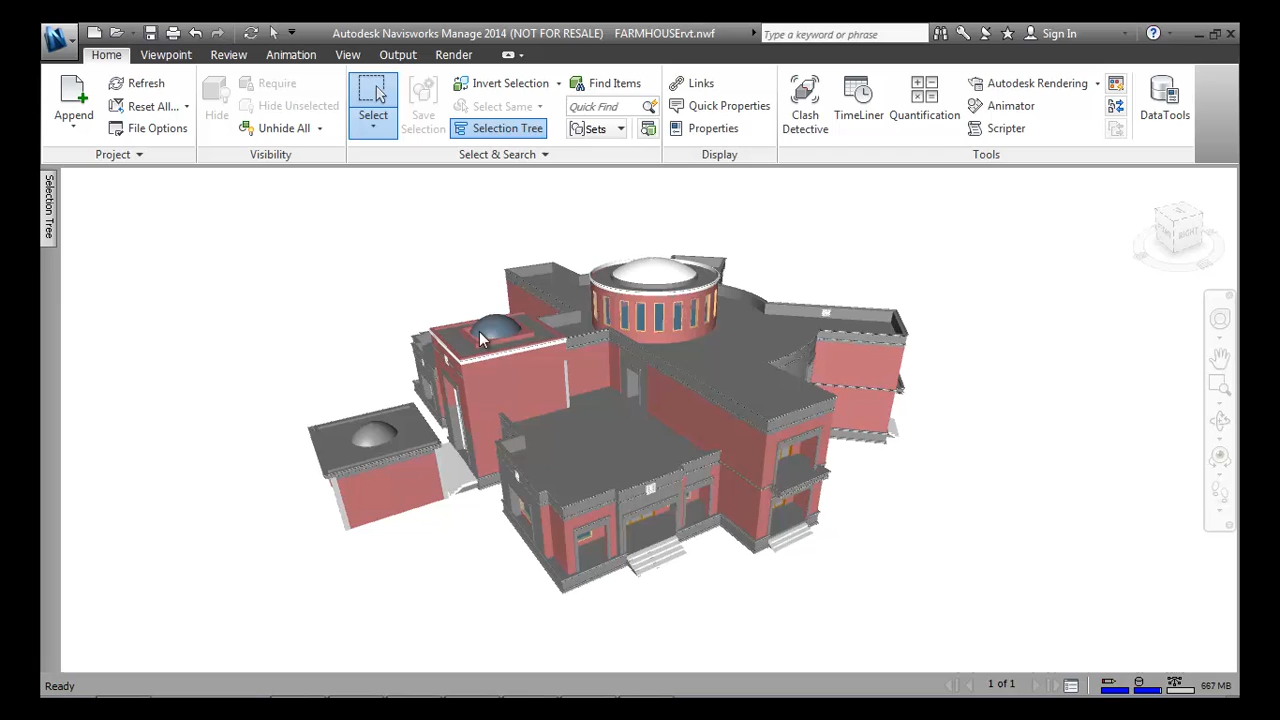 Autodesk Navisworks Manage 2014 (NOT FOR RESALE) FARMHOUSErvt.nwf
Type a keyword or phrase
Sign In
Home Viewpoint Review Animation View Output Render
Append
Refresh
Reset All...
File Options
Project
Hide
Require
Hide Unselected
Unhide All
Visibility
Select
Save Selection
Invert Selection
Select Same
Selection Tree
Find Items
Quick Find
Sets
Select & Search
Links
Quick Properties
Properties
Display
Clash Detective
TimeLiner
Quantification
Autodesk Rendering
Animator
Scripter
DataTools
Tools
Selection Tree
RIGHT
Ready
1 of 1
667 MB